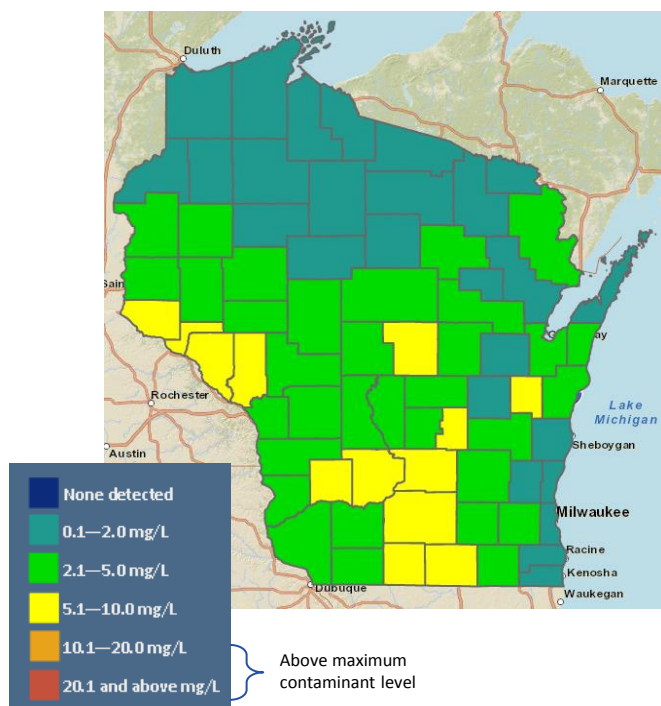 Duluth
Marquette
Sain
Rochester
Austin
Lake
Michigan
Sheboygan
Milwaukee
Racine
Kenosha
Waukegan
Dubuque
None detected
0.1—2.0 mg/L
2.1—5.0 mg/L
5.1—10.0 mg/L
10.1—20.0 mg/L
20.1 and above mg/L
Above maximum
contaminant level